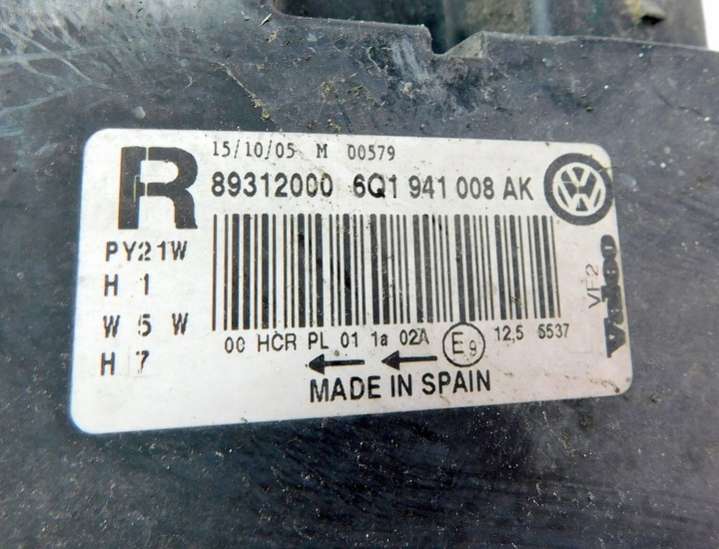 R
15/10/05 M 00579
89312000 6Q1 941 008 AK
PY21W
H 1
W 5 W
H 7
00 HCR PL 01 1a 02A E9 12,5 5537
MADE IN SPAIN
VF2
Valeo